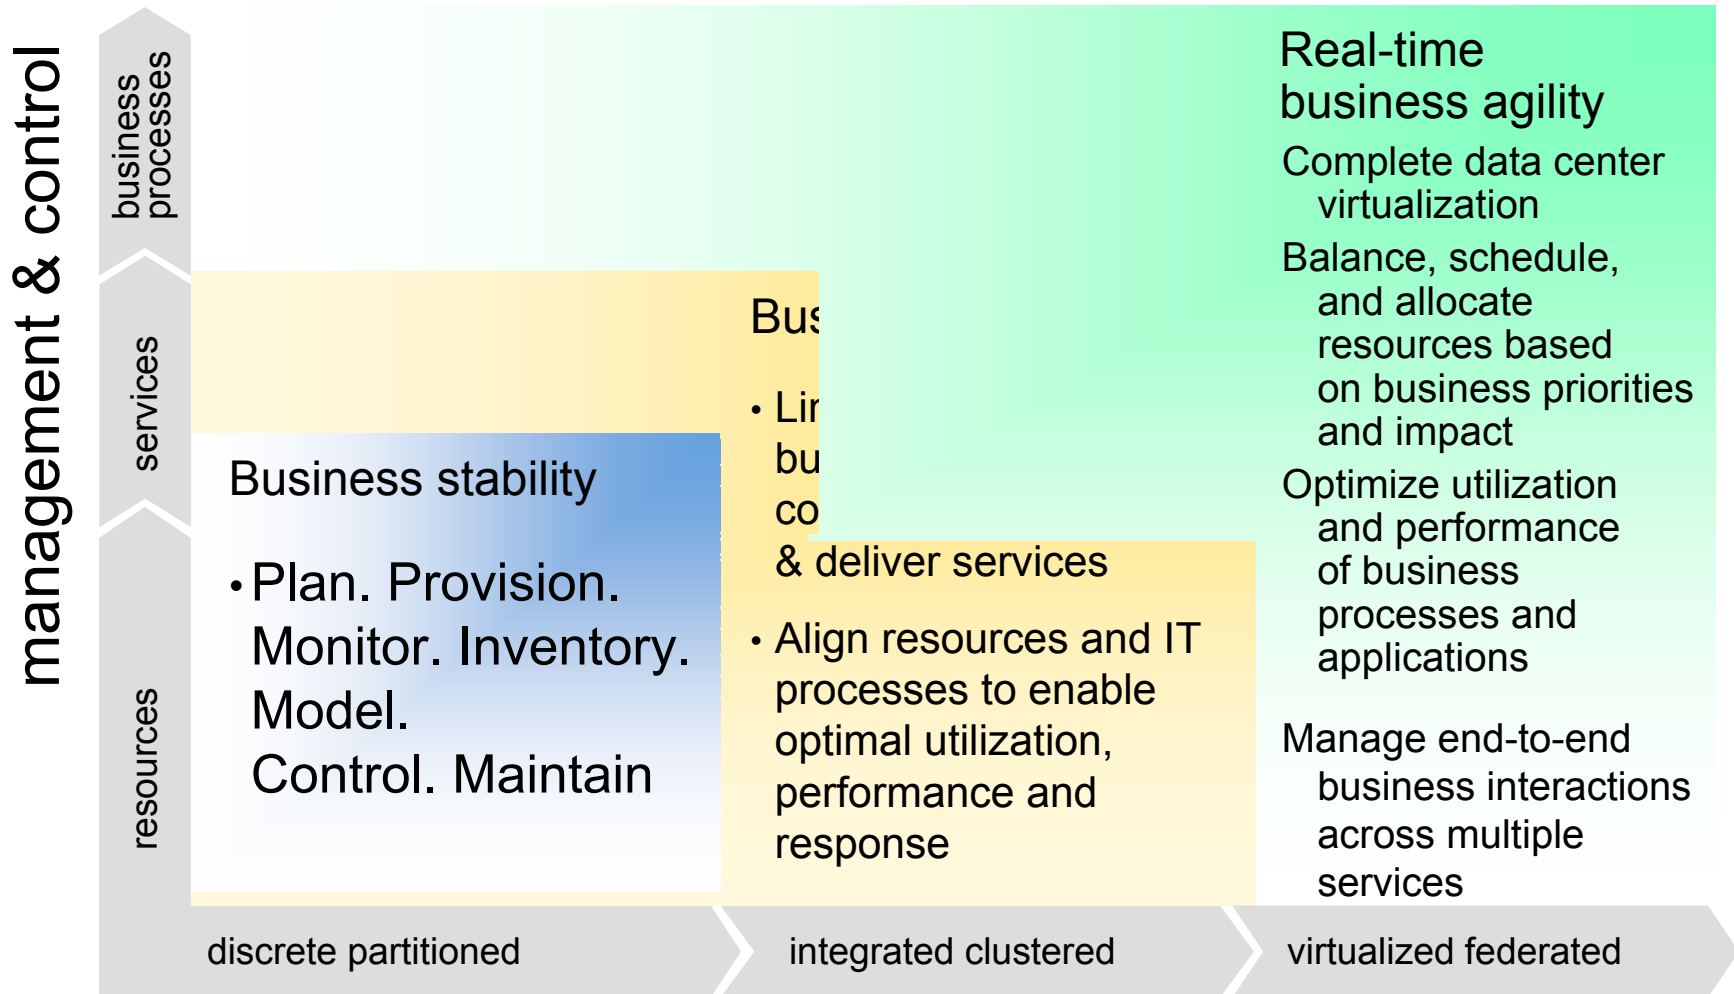 management & control
business
processes
services
resources
Business stability
• Plan. Provision.
Monitor. Inventory.
Model.
Control. Maintain
•
& deliver services
• Align resources and IT
processes to enable
optimal utilization,
performance and
response
Real-time
business agility
Complete data center
virtualization
Balance, schedule,
and allocate
resources based
on business priorities
and impact
Optimize utilization
and performance
of business
processes and
applications
Manage end-to-end
business interactions
across multiple
services
discrete partitioned
integrated clustered
virtualized federated